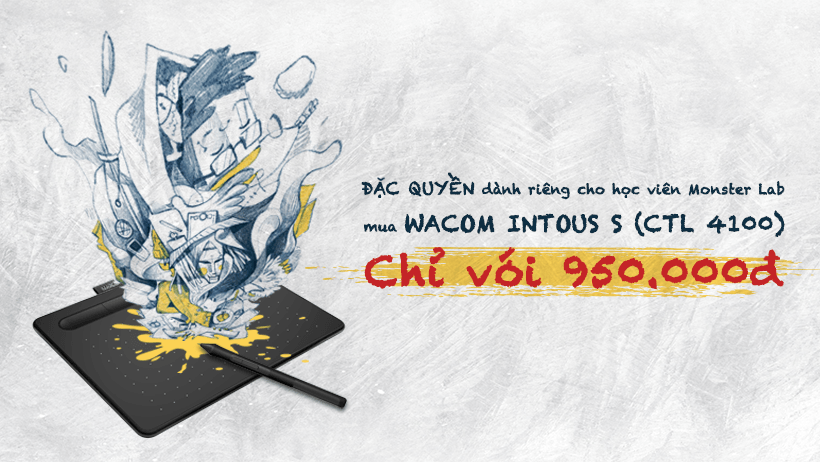 ĐẶC QUYỀN dành riêng cho học viên Monster Lab
mua WACOM INTOUS S (CTL 4100)
Chỉ với 950.000đ